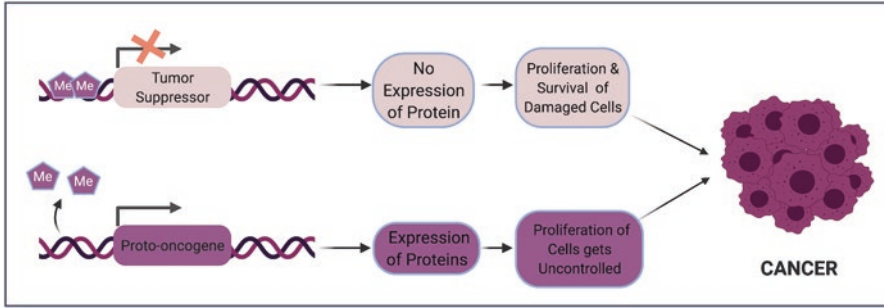 Me Me
Tumor
Suppressor
No
Expression
of Protein
Proliferation &
Survival of
Damaged Cells
Me
Me
Proto-oncogene
Expression
of Proteins
Proliferation of
Cells gets
Uncontrolled
CANCER